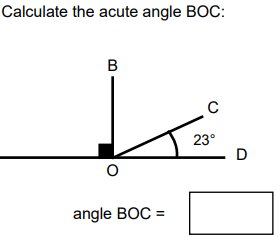 Calculate the acute angle BOC:
B
C
23°
D
O
angle BOC =